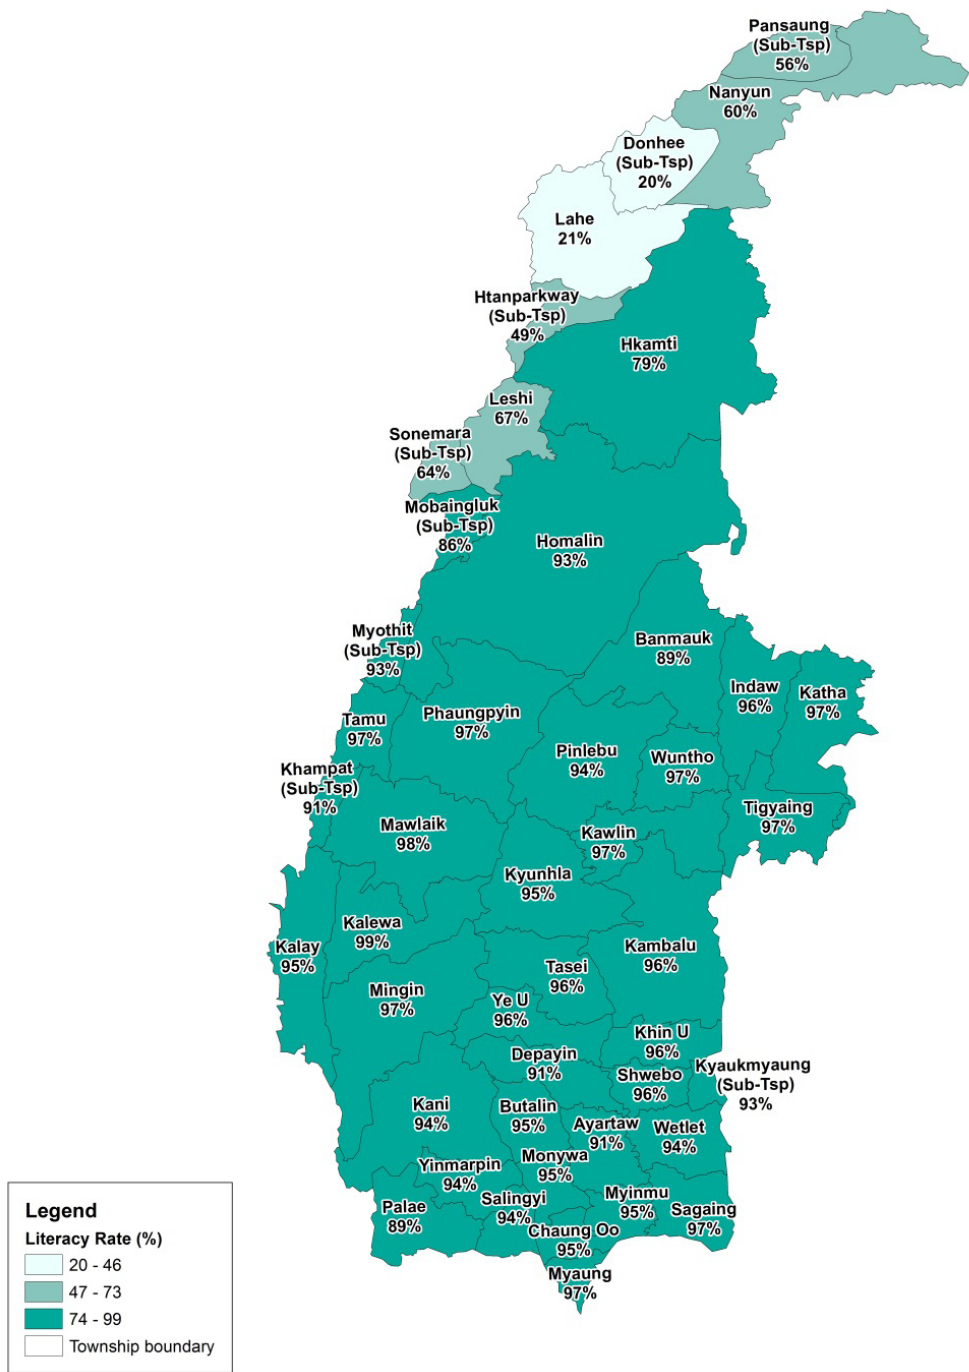 Pansaung
(Sub-Tsp)
56%
Nanyun
60%
Donhee
(Sub-Tsp)
20%
Lahe
21%
Htanparkway
(Sub-Tsp)
49%
Hkamti
79%
Leshi
67%
Sonemara
(Sub-Tsp)
64%
Mobaingluk
(Sub-Tsp)
86%
Homalin
93%
Myothit
(Sub-Tsp)
93%
Banmauk
89%
Indaw
96%
Katha
97%
Tamu
97%
Phaungpyin
97%
Pinlebu
94%
Wuntho
97%
Khampat
(Sub-Tsp)
91%
Tigyaing
97%
Mawlaik
98%
Kawlin
97%
Kyunhla
95%
Kalewa
99%
Kalay
95%
Kambalu
96%
Tasei
96%
Mingin
97%
Ye U
96%
Khin U
96%
Depayin
91%
Shwebo
96%
Kyaukmyaung
(Sub-Tsp)
93%
Kani
94%
Butalin
95%
Ayartaw
91%
Wetlet
94%
Monywa
95%
Yinmarpin
94%
Salingyi
94%
Myinmu
95%
Sagaing
97%
Palae
89%
Chaung Oo
95%
Myaung
97%
Legend
Literacy Rate (%)
20 - 46
47 - 73
74 - 99
Township boundary